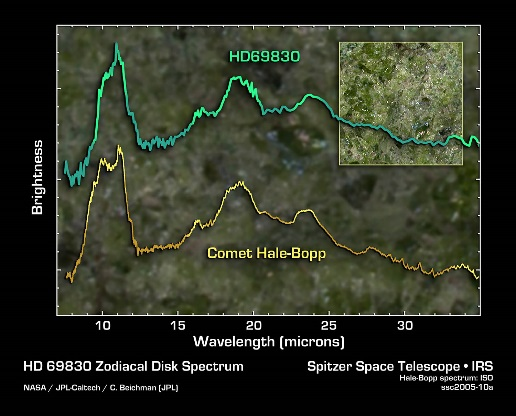 HD69830
Brightness
Comet Hale-Bopp
10 15 20 25 30
Wavelength (microns)
HD 69830 Zodiacal Disk Spectrum
Spitzer Space Telescope • IRS
Hale-Bopp spectrum: ISO
NASA / JPL-Caltech / C. Beichman (JPL)
ssc2005-10a